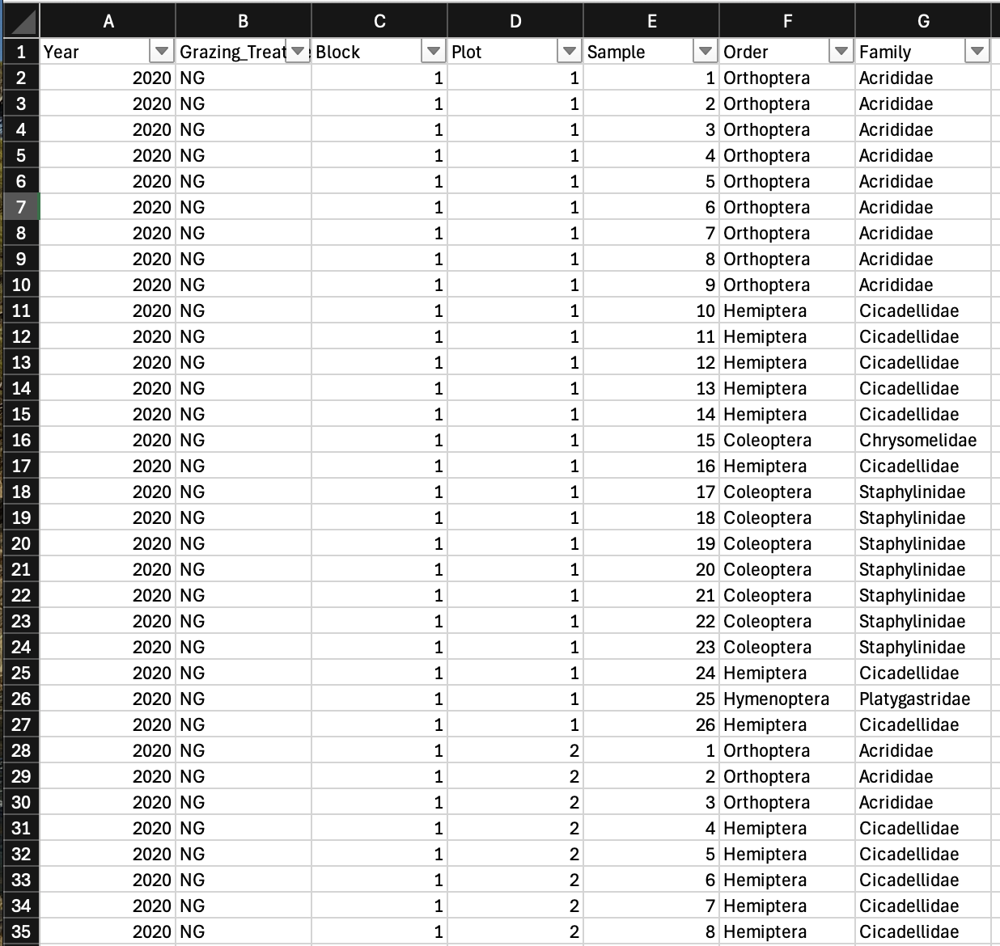 A B C D E F G
1 Year Grazing_Treat Block Plot Sample Order Family
2 2020 NG 1 1 1 Orthoptera Acrididae
3 2020 NG 1 1 2 Orthoptera Acrididae
4 2020 NG 1 1 3 Orthoptera Acrididae
5 2020 NG 1 1 4 Orthoptera Acrididae
6 2020 NG 1 1 5 Orthoptera Acrididae
7 2020 NG 1 1 6 Orthoptera Acrididae
8 2020 NG 1 1 7 Orthoptera Acrididae
9 2020 NG 1 1 8 Orthoptera Acrididae
10 2020 NG 1 1 9 Orthoptera Acrididae
11 2020 NG 1 1 10 Hemiptera Cicadellidae
12 2020 NG 1 1 11 Hemiptera Cicadellidae
13 2020 NG 1 1 12 Hemiptera Cicadellidae
14 2020 NG 1 1 13 Hemiptera Cicadellidae
15 2020 NG 1 1 14 Hemiptera Cicadellidae
16 2020 NG 1 1 15 Coleoptera Chrysomelidae
17 2020 NG 1 1 16 Hemiptera Cicadellidae
18 2020 NG 1 1 17 Coleoptera Staphylinidae
19 2020 NG 1 1 18 Coleoptera Staphylinidae
20 2020 NG 1 1 19 Coleoptera Staphylinidae
21 2020 NG 1 1 20 Coleoptera Staphylinidae
22 2020 NG 1 1 21 Coleoptera Staphylinidae
23 2020 NG 1 1 22 Coleoptera Staphylinidae
24 2020 NG 1 1 23 Coleoptera Staphylinidae
25 2020 NG 1 1 24 Hemiptera Cicadellidae
26 2020 NG 1 1 25 Hymenoptera Platygastridae
27 2020 NG 1 1 26 Hemiptera Cicadellidae
28 2020 NG 1 2 1 Orthoptera Acrididae
29 2020 NG 1 2 2 Orthoptera Acrididae
30 2020 NG 1 2 3 Orthoptera Acrididae
31 2020 NG 1 2 4 Hemiptera Cicadellidae
32 2020 NG 1 2 5 Hemiptera Cicadellidae
33 2020 NG 1 2 6 Hemiptera Cicadellidae
34 2020 NG 1 2 7 Hemiptera Cicadellidae
35 2020 NG 1 2 8 Hemiptera Cicadellidae